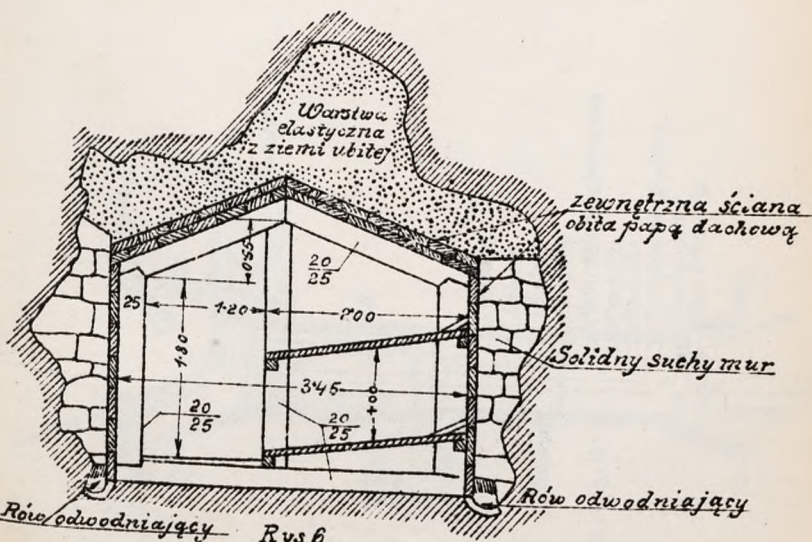 Warstwa
elastyczna
z ziemi ubitej
zewnętrzna ściana
obita papą dachową
0·55
20
25
25
1·20
2·00
1·80
Solidny suchy mur
3·45
1·00
20
25
20
25
Rów odwodniający
Rów odwodniający
Rys 6